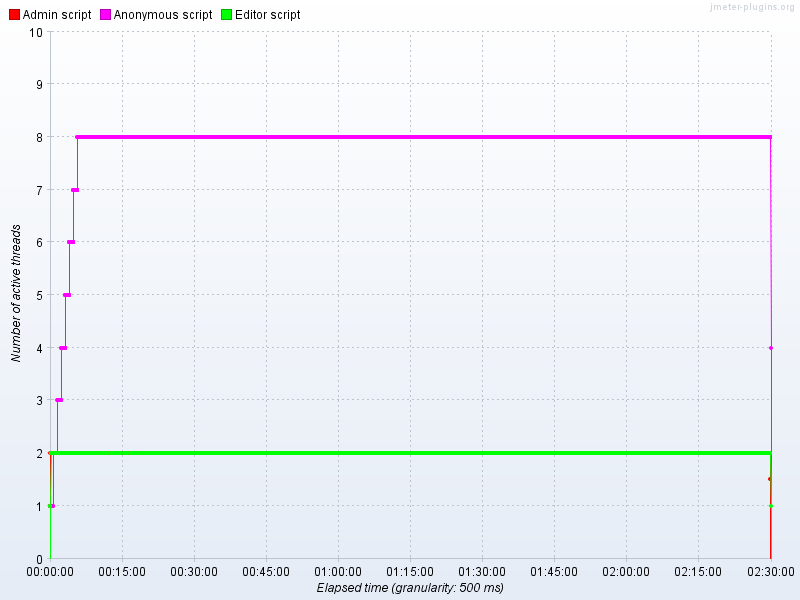 jmeter-plugins.org
Admin script Anonymous script Editor script
10
9
8
7
6
5
4
3
2
1
0
Number of active threads
00:00:00 00:15:00 00:30:00 00:45:00 01:00:00 01:15:00 01:30:00 01:45:00 02:00:00 02:15:00 02:30:00
Elapsed time (granularity: 500 ms)